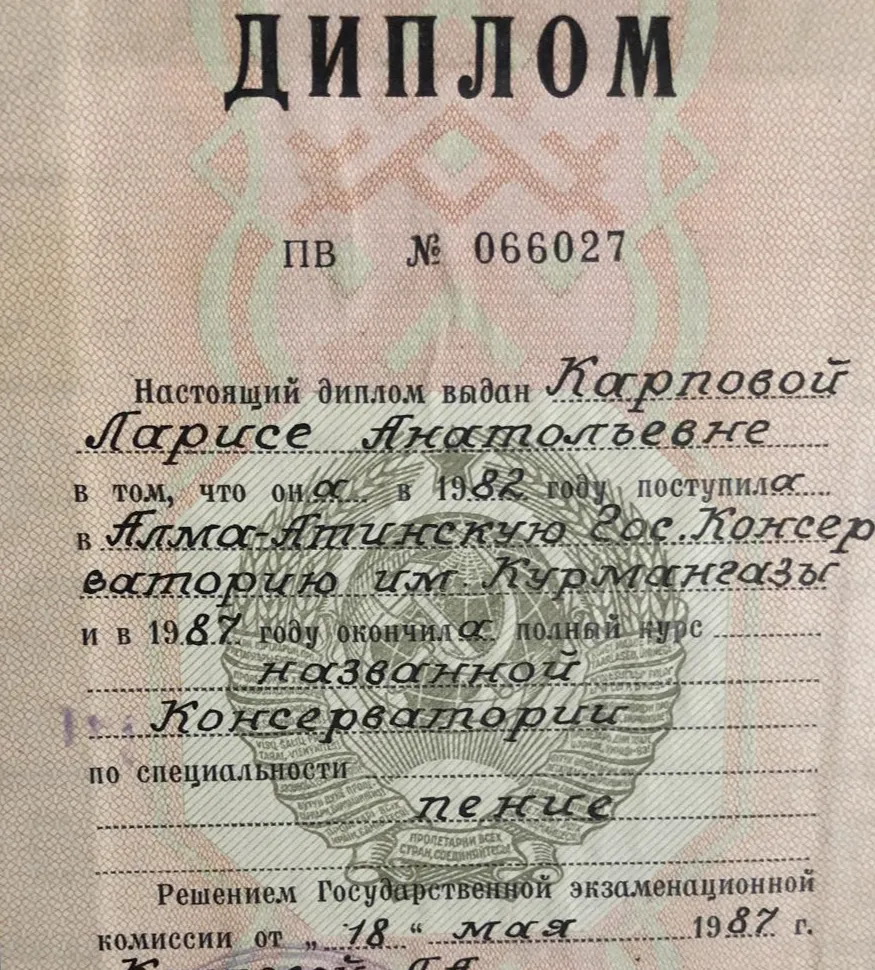 ДИПЛОМ
ПВ № 066027
Настоящий диплом выдан Карповой
Ларисе Анатольевне
в том, что она в 1982 году поступила
в Алма-Атинскую Гос. Консер
ваторию им. Курмангазы
и в 1987 году окончила полный курс
названной
Консерватории
по специальности
пение
ПРОЛЕТАРИИ ВСЕХ
СТРАН, СОЕДИНЯЙТЕСЬ!
Решением Государственной экзаменационной
комиссии от „18“ мая 1987 г.